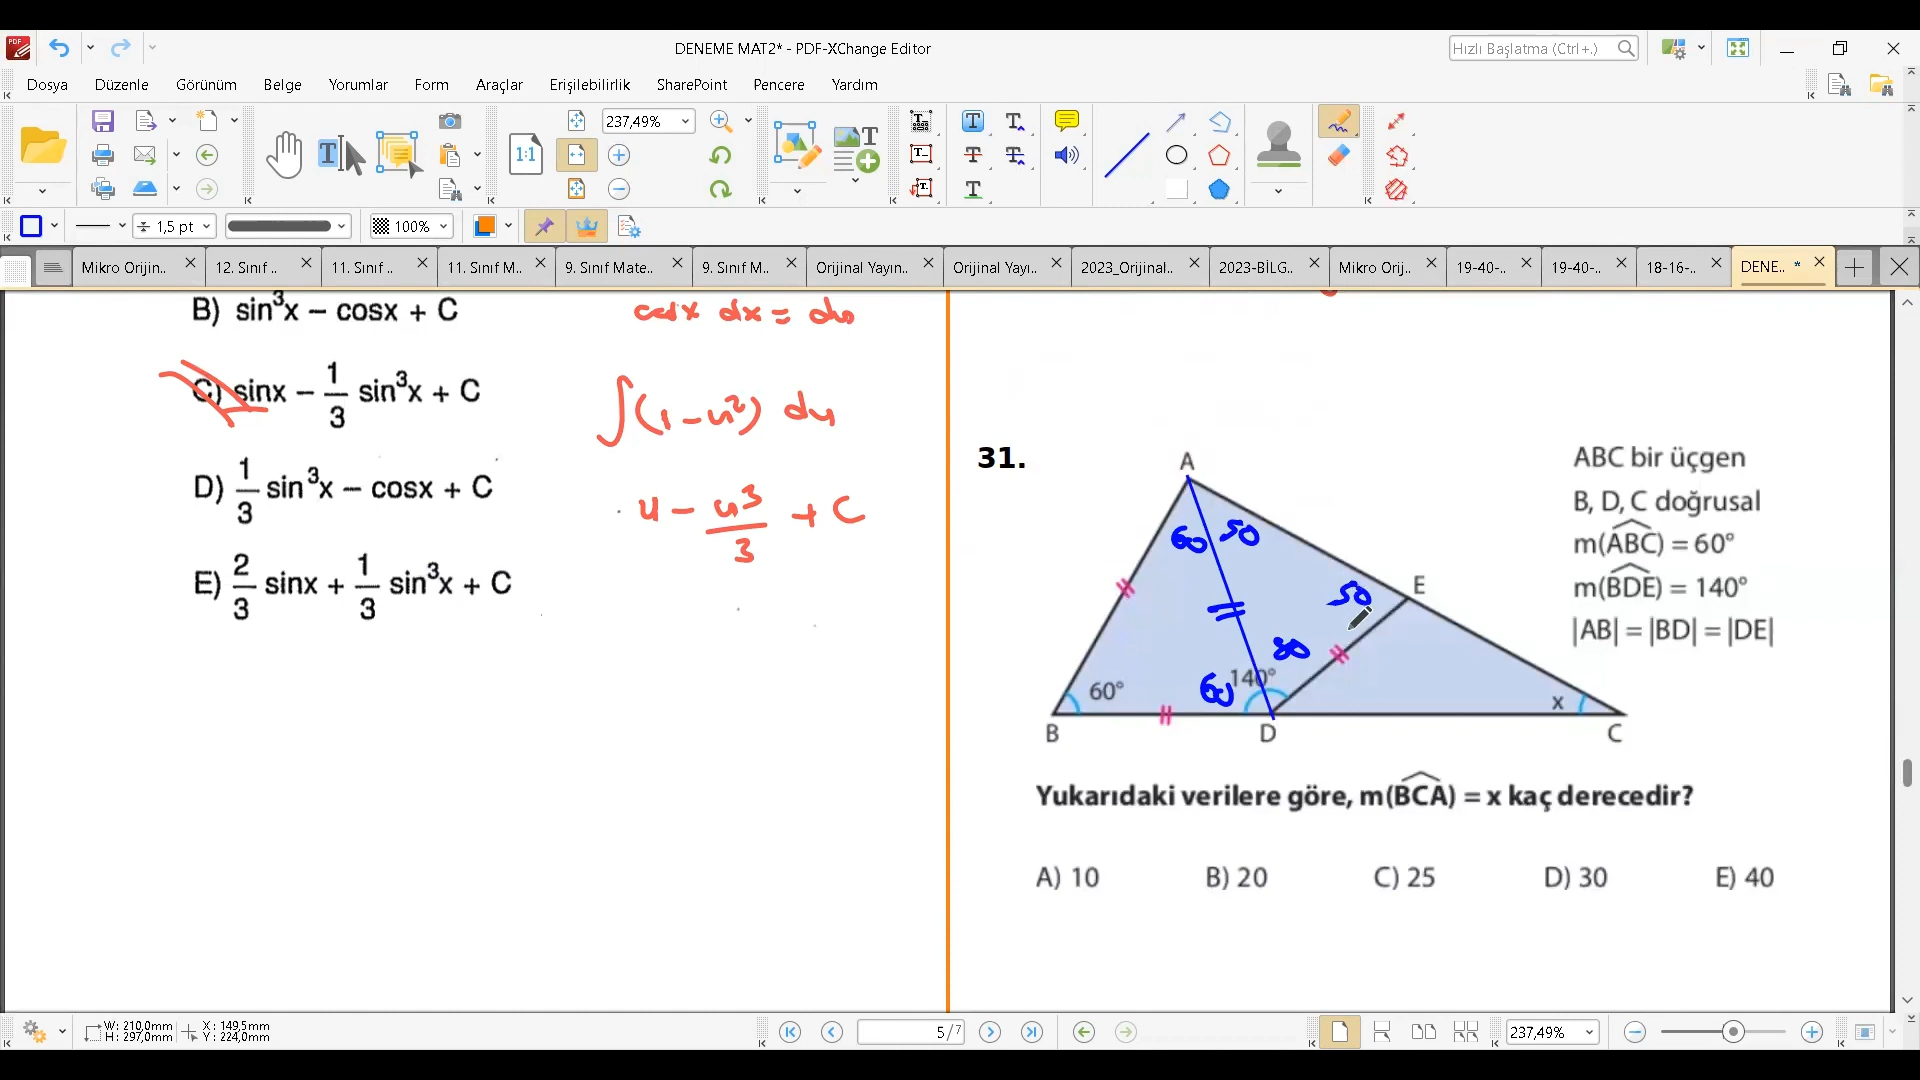 DENEME MAT2* - PDF-XChange Editor
Hızlı Başlatma (Ctrl+.)
Dosya Düzenle Görünüm Belge Yorumlar Form Araçlar Erişilebilirlik SharePoint Pencere Yardım
237,49%
1:1
1,5 pt
100%
Mikro Orijin.. 12. Sınıf .. 11. Sınıf .. 11. Sınıf M.. 9. Sınıf Mate.. 9. Sınıf M.. Orijinal Yayın.. Orijinal Yayı.. 2023_Orijinal.. 2023-BİLG.. Mikro Orij.. 19-40-.. 19-40-.. 18-16-.. DENE.. *
B) sin³x – cosx + C
cosx dx = du
C) sinx – 1/3 sin³x + C
∫(1-u²) du
D) 1/3 sin³x – cosx + C
u - u³/3 + C
E) 2/3 sinx + 1/3 sin³x + C
31.
A
60 50
50
E
80
60
140°
60°
x
B
D
C
ABC bir üçgen
B, D, C doğrusal
m(ABC) = 60°
m(BDE) = 140°
|AB| = |BD| = |DE|
Yukarıdaki verilere göre, m(BCA) = x kaç derecedir?
A) 10 B) 20 C) 25 D) 30 E) 40
W: 210,0mm
H: 297,0mm
X: 149,5mm
Y: 224,0mm
5/7
237,49%